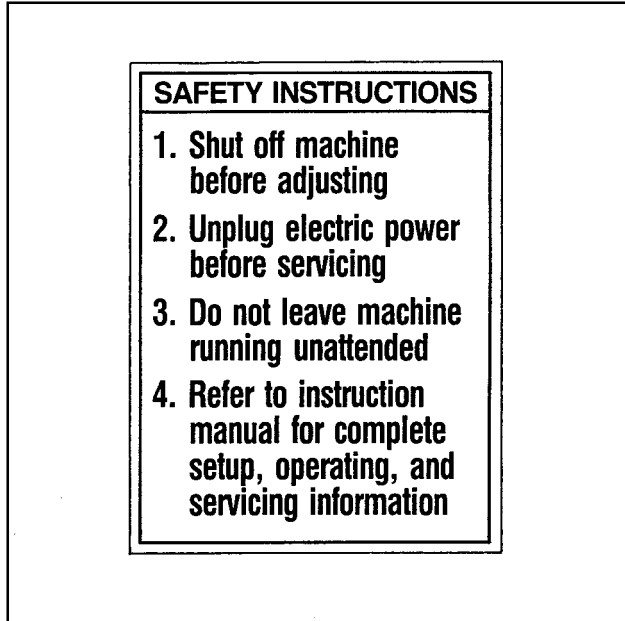 SAFETY INSTRUCTIONS
1. Shut off machine
before adjusting
2. Unplug electric power
before servicing
3. Do not leave machine
running unattended
4. Refer to instruction
manual for complete
setup, operating, and
servicing information